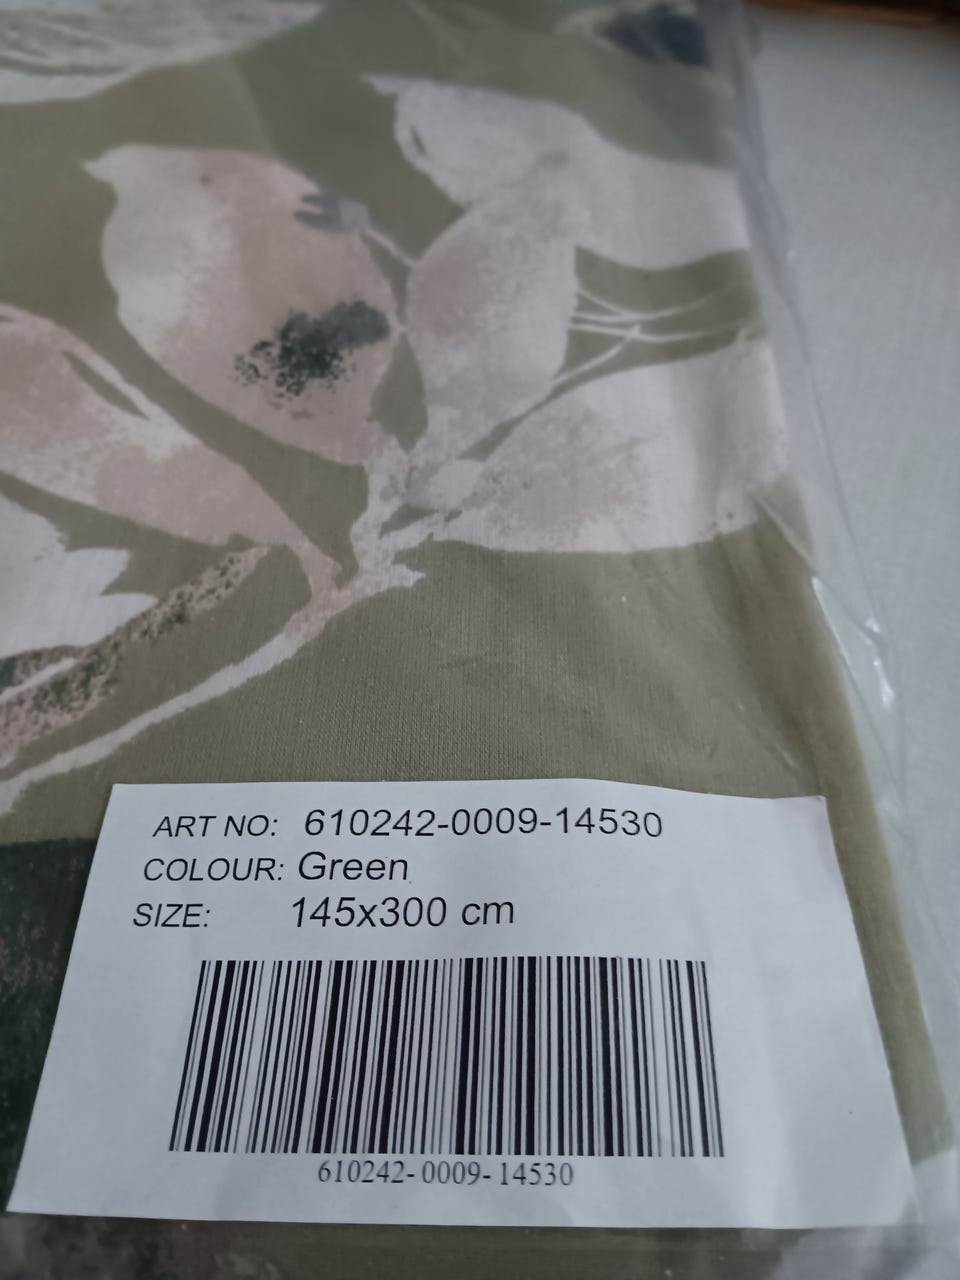 ART NO: 610242-0009-14530
COLOUR: Green
SIZE: 145x300 cm
610242-0009-14530